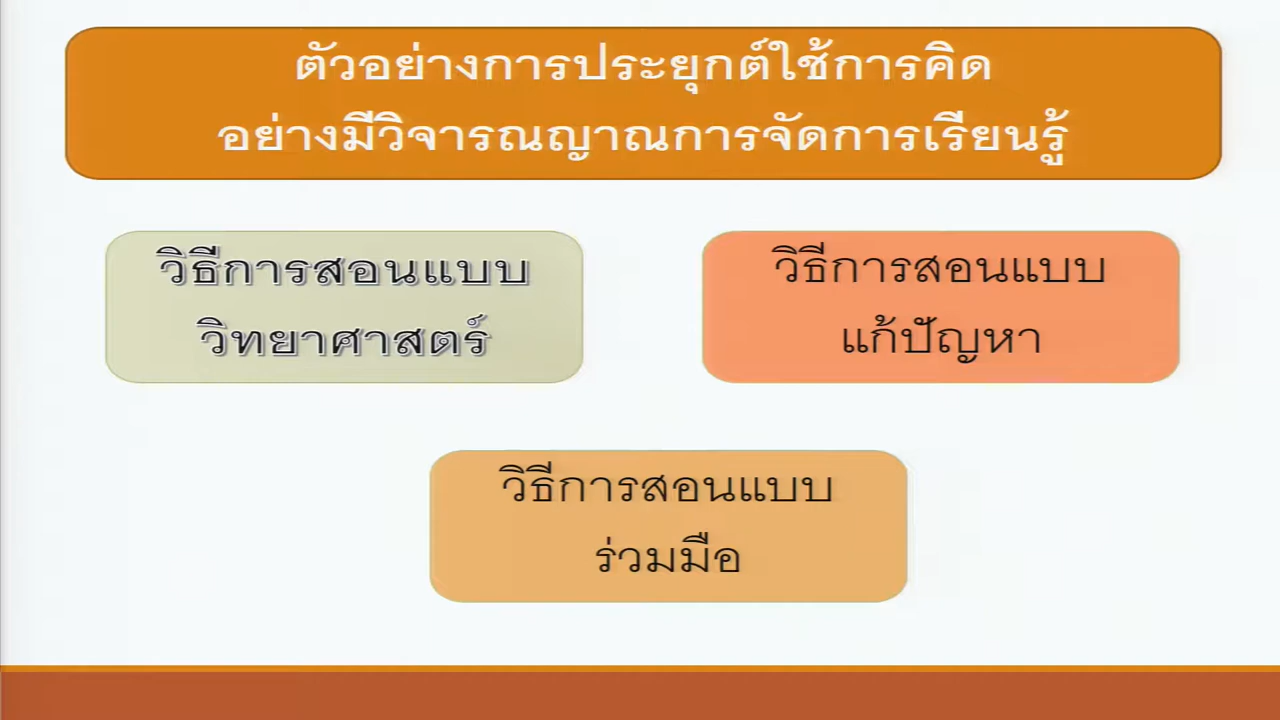 ตัวอย่างการประยุกต์ใช้การคิด
อย่างมีวิจารณญาณการจัดการเรียนรู้
วิธีการสอนแบบ
วิทยาศาสตร์
วิธีการสอนแบบ
แก้ปัญหา
วิธีการสอนแบบ
ร่วมมือ